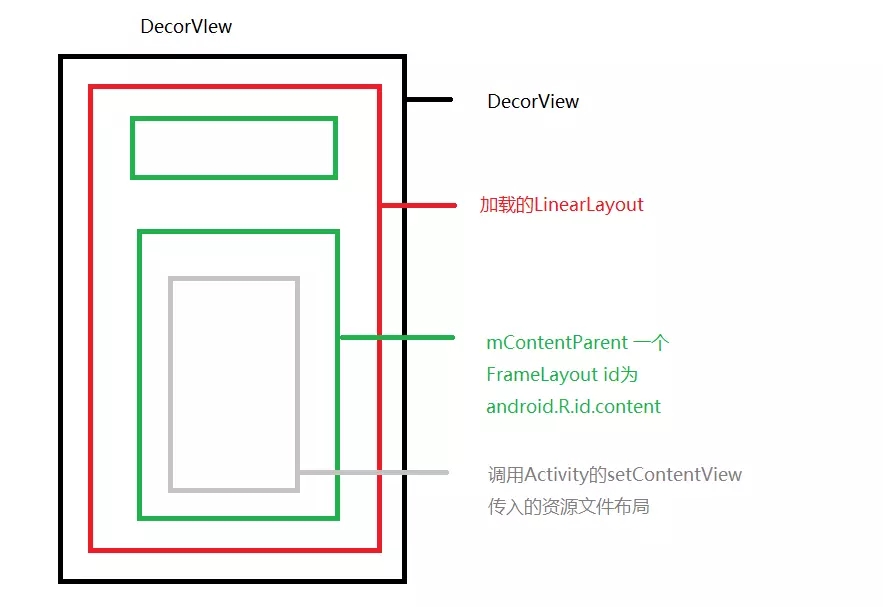 DecorVIew
DecorView
加载的LinearLayout
mContentParent 一个
FrameLayout id为
android.R.id.content
调用Activity的setContentView
传入的资源文件布局